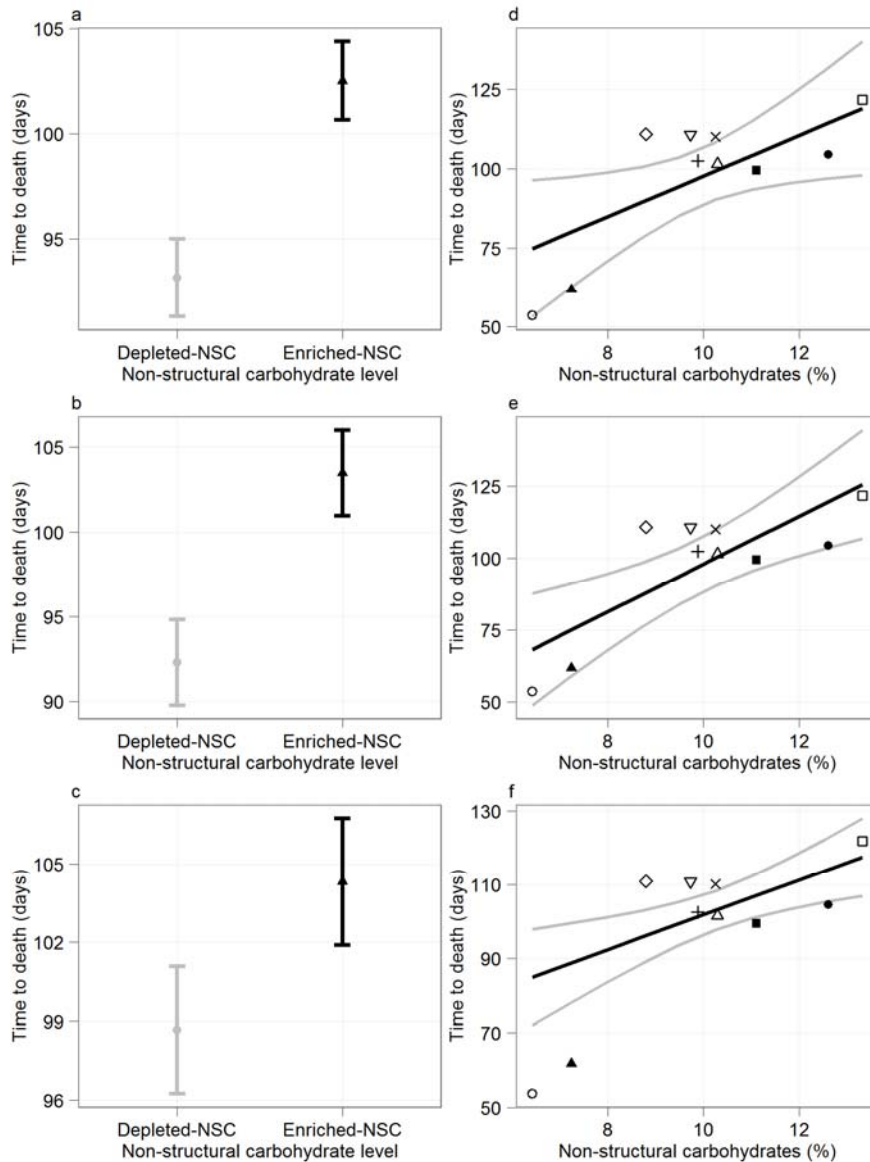 a
Time to death (days)
105
100
95
Depleted-NSC Enriched-NSC
Non-structural carbohydrate level
d
Time to death (days)
125
100
75
50
8 10 12
Non-structural carbohydrates (%)
b
Time to death (days)
105
100
95
90
Depleted-NSC Enriched-NSC
Non-structural carbohydrate level
e
Time to death (days)
125
100
75
50
8 10 12
Non-structural carbohydrates (%)
c
Time to death (days)
105
102
99
96
Depleted-NSC Enriched-NSC
Non-structural carbohydrate level
f
Time to death (days)
130
110
90
70
50
8 10 12
Non-structural carbohydrates (%)